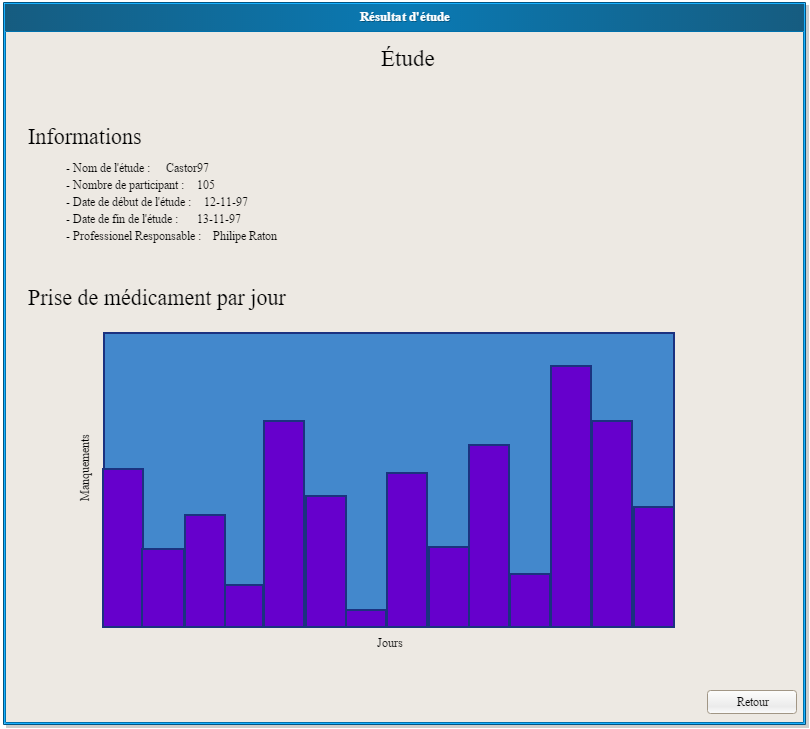 Résultat d'étude
Étude
Informations
- Nom de l'étude : Castor97
- Nombre de participant : 105
- Date de début de l'étude : 12-11-97
- Date de fin de l'étude : 13-11-97
- Professionel Responsable : Philipe Raton
Prise de médicament par jour
Manquements
Jours
Retour